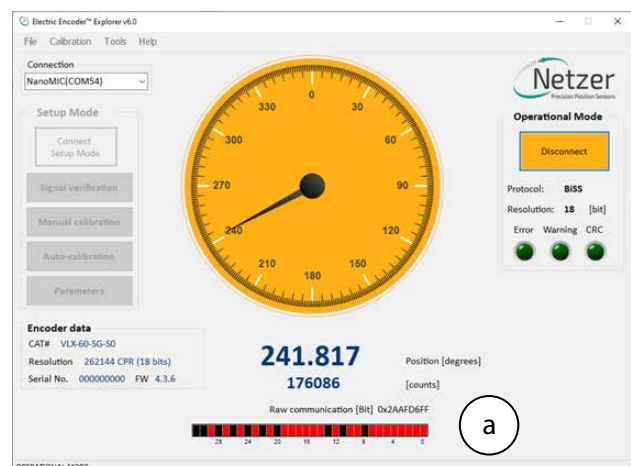 Electric Encoder™ Explorer v6.0
File Calibration Tools Help
Connection
NanoMIC(COM54)
Setup Mode
Connect
Setup Mode
Signal verification
Manual calibration
Auto-calibration
Parameters
0
30
60
90
120
150
180
210
240
270
300
330
Netzer
Precision Position Sensors
Operational Mode
Disconnect
Protocol: BiSS
Resolution: 18 [bit]
Error Warning CRC
Encoder data
CAT# VLX-60-SG-S0
Resolution 262144 CPR (18 bits)
Serial No. 000000000 FW 4.3.6
241.817 Position [degrees]
176086 [counts]
Raw communication [Bit] 0x2AAFD6FF
28 24 20 16 12 8 4 0
a
OPERATIONAL MODE